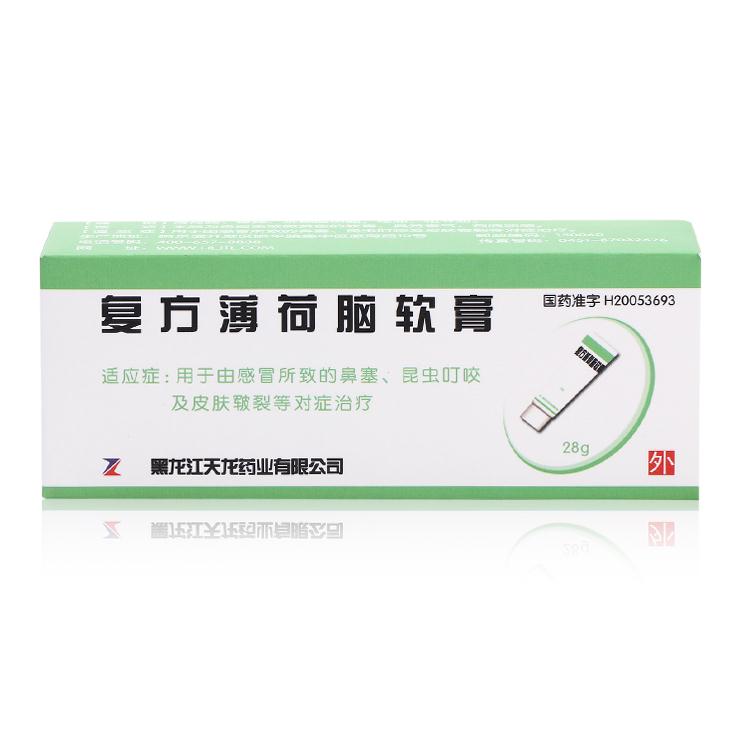 复方薄荷脑软膏
国药准字 H20053693
适应症：用于由感冒所致的鼻塞、昆虫叮咬
及皮肤皲裂等对症治疗
28g
外
黑龙江天龙药业有限公司